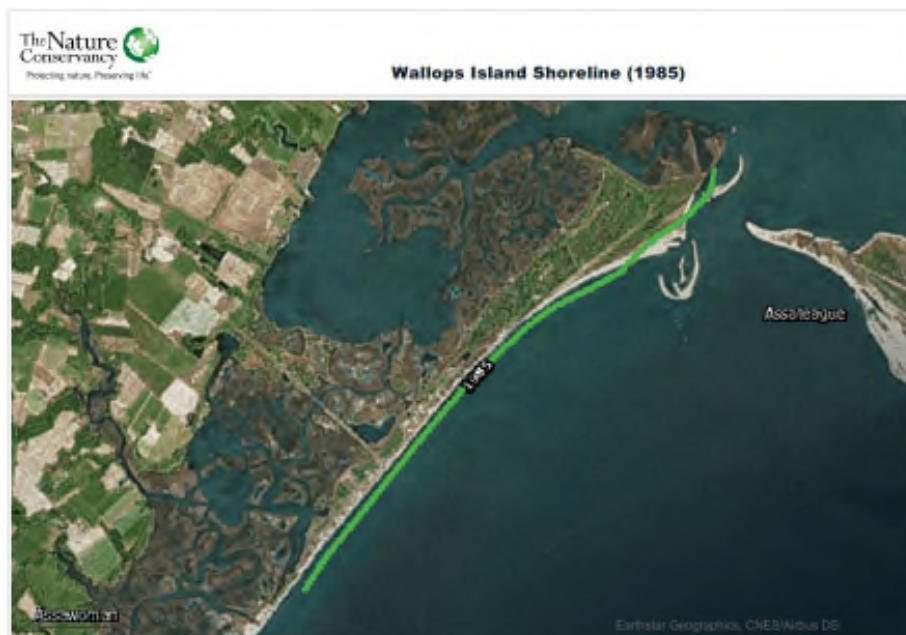 The Nature
Conservancy
Protecting nature. Preserving life.
Wallops Island Shoreline (1985)
1985
Assateague
Assawoman
Earthstar Geographics, CNES/Airbus DS